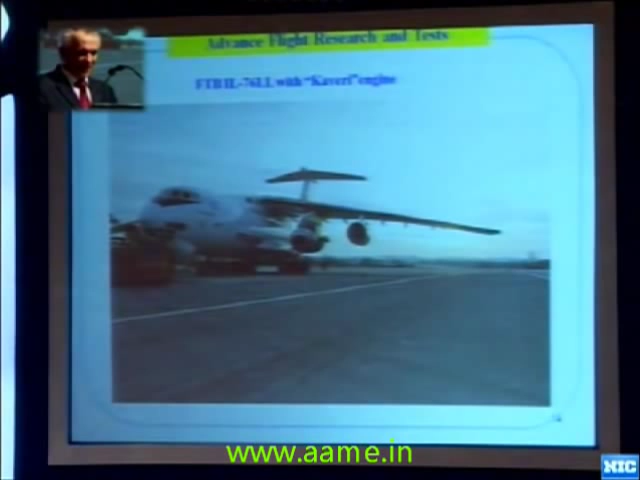 Advance Flight Research and Tests
FTB IL-76LL with "Kaveri" engine
www.aame.in
NIC